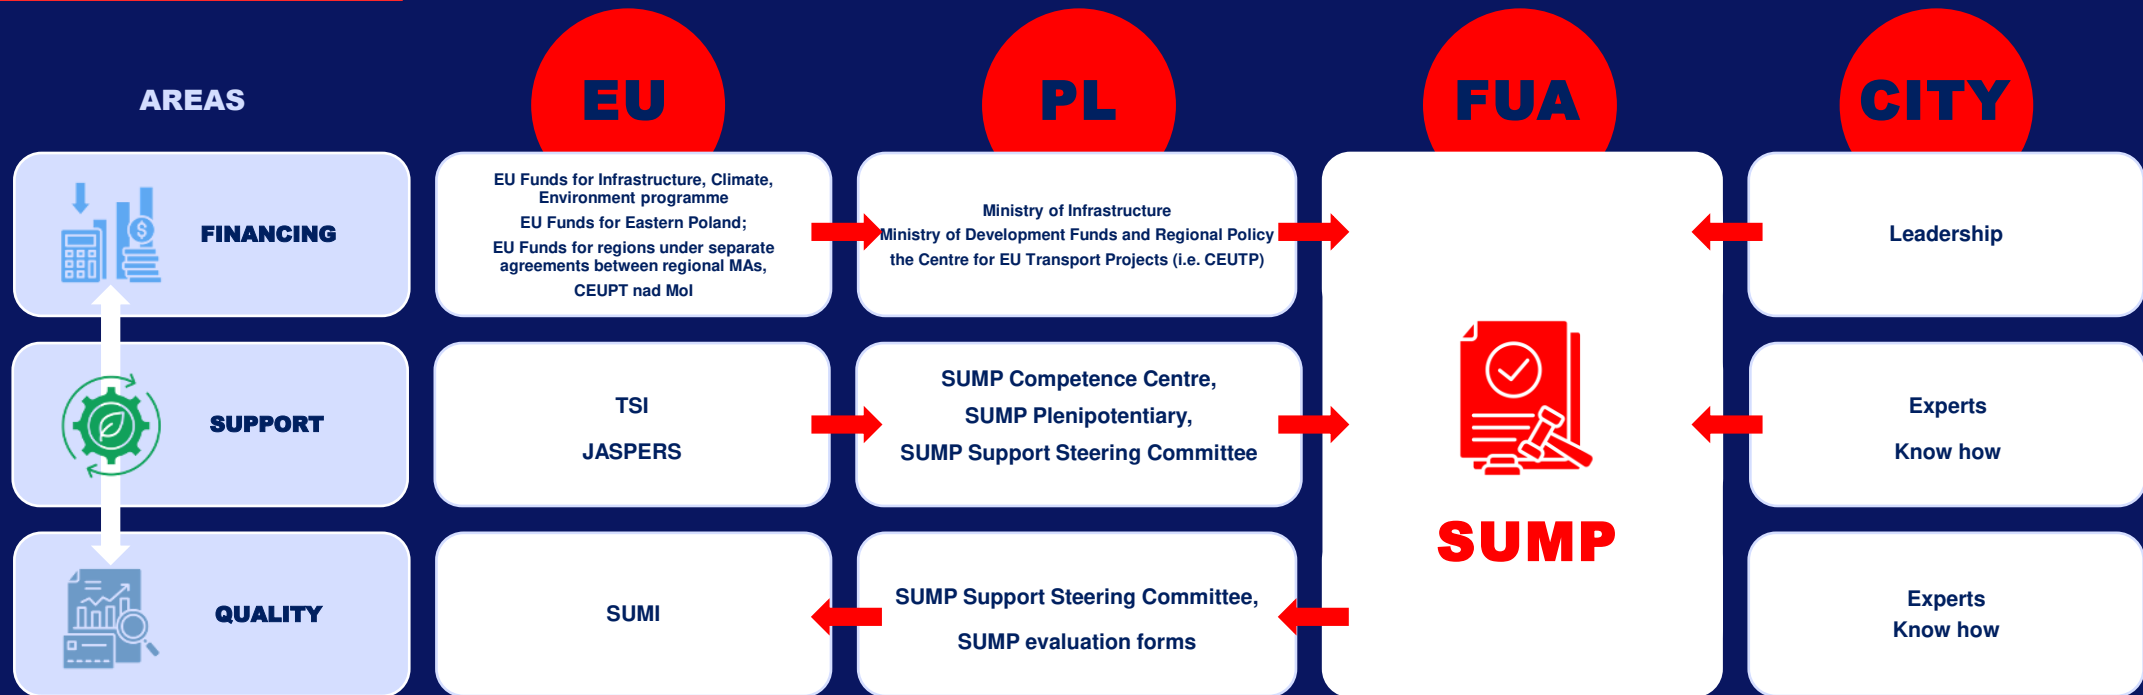 AREAS
EU
PL
FUA
CITY
FINANCING
EU Funds for Infrastructure, Climate,
Environment programme
EU Funds for Eastern Poland;
EU Funds for regions under separate
agreements between regional MAs,
CEUPT nad MoI
Ministry of Infrastructure
Ministry of Development Funds and Regional Policy
the Centre for EU Transport Projects (i.e. CEUTP)
Leadership
SUPPORT
TSI
JASPERS
SUMP Competence Centre,
SUMP Plenipotentiary,
SUMP Support Steering Committee
Experts
Know how
SUMP
QUALITY
SUMI
SUMP Support Steering Committee,
SUMP evaluation forms
Experts
Know how